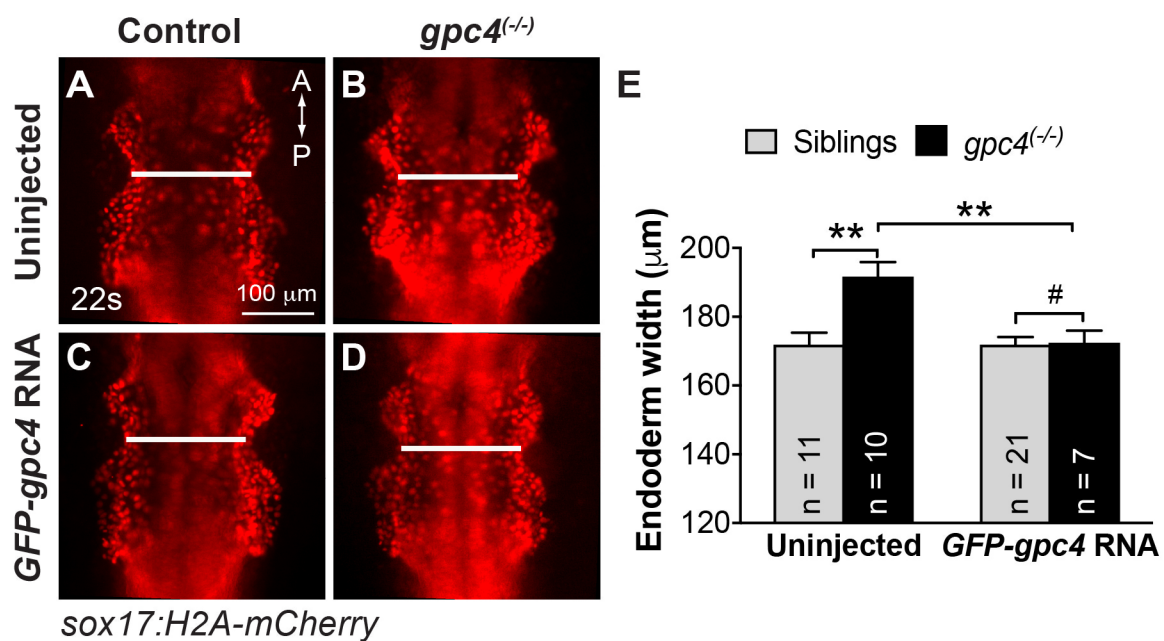 Control
gpc4(-/-)
Uninjected
GFP-gpc4 RNA
A
A
P
22s
100 μm
B
C
D
sox17:H2A-mCherry
E
Siblings
gpc4(-/-)
Endoderm width (μm)
200
180
160
140
120
**
**
#
n = 11
n = 10
n = 21
n = 7
Uninjected
GFP-gpc4 RNA